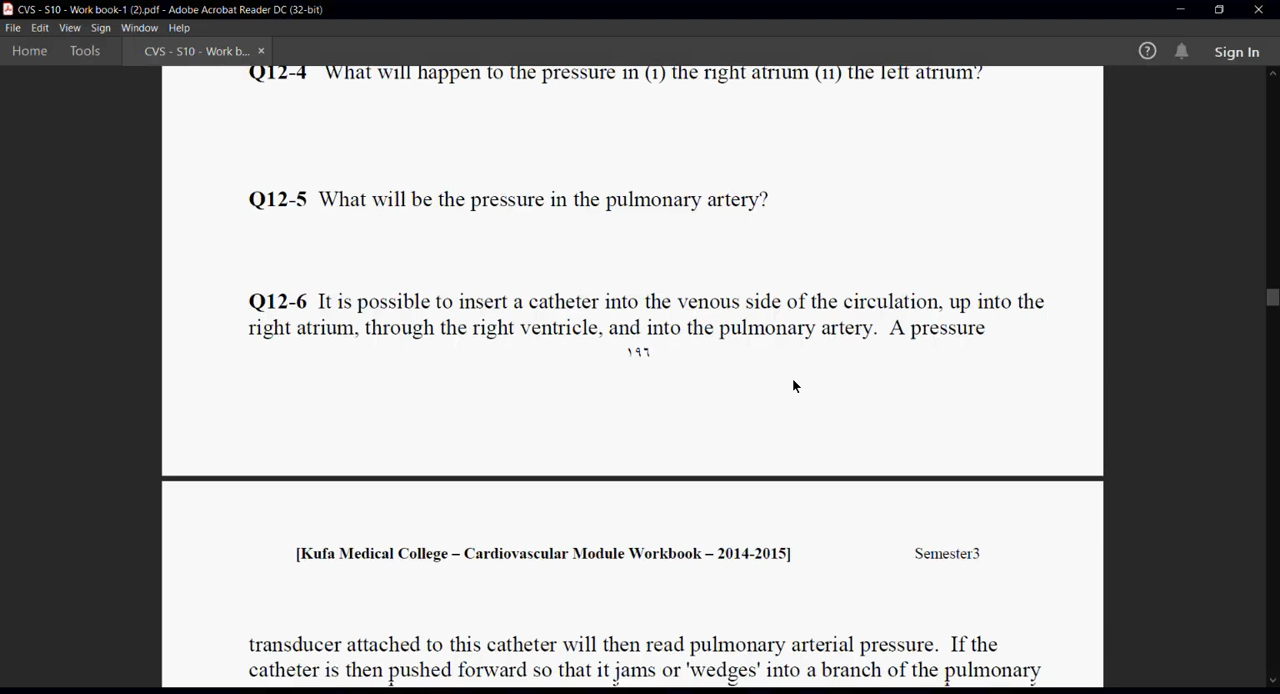 CVS - S10 - Work book-1 (2).pdf - Adobe Acrobat Reader DC (32-bit)
File Edit View Sign Window Help
Home Tools CVS - S10 - Work b... × Sign In
Q12-4 What will happen to the pressure in (i) the right atrium (ii) the left atrium?
Q12-5 What will be the pressure in the pulmonary artery?
Q12-6 It is possible to insert a catheter into the venous side of the circulation, up into the
right atrium, through the right ventricle, and into the pulmonary artery. A pressure
١٩٦
[Kufa Medical College – Cardiovascular Module Workbook – 2014-2015] Semester3
transducer attached to this catheter will then read pulmonary arterial pressure. If the
catheter is then pushed forward so that it jams or 'wedges' into a branch of the pulmonary